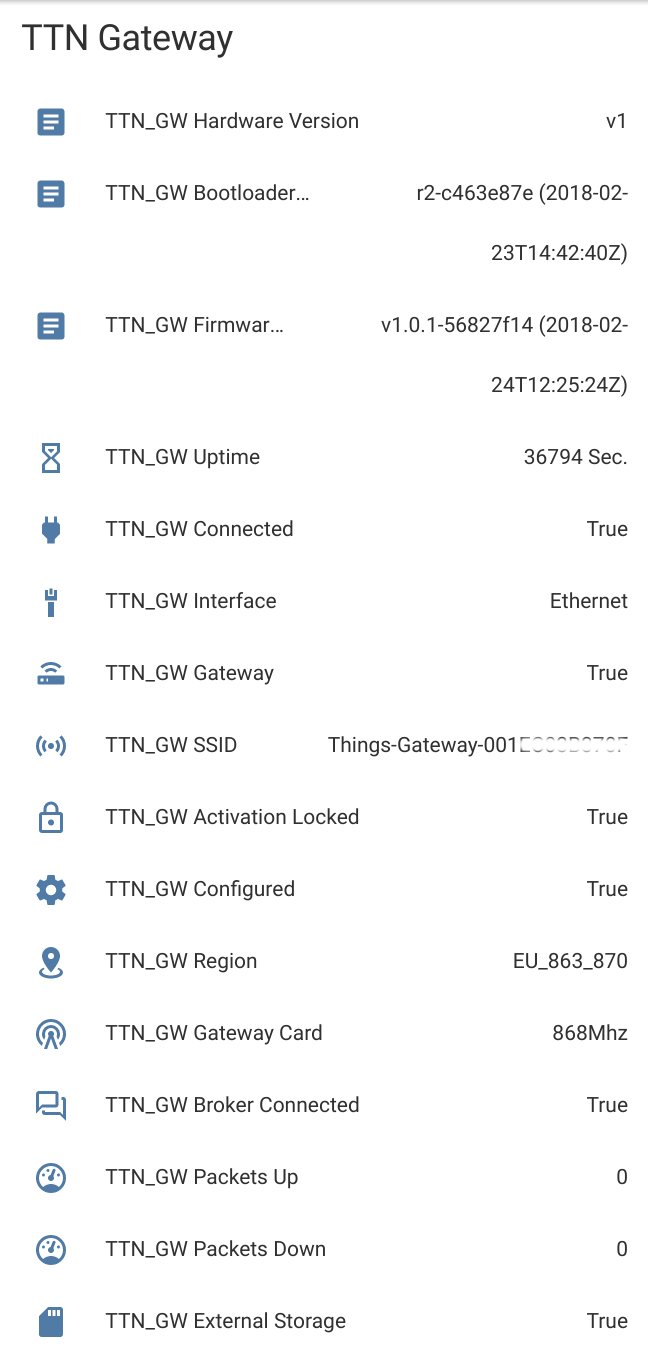 TTN Gateway
TTN_GW Hardware Version v1
TTN_GW Bootloader... r2-c463e87e (2018-02-
23T14:42:40Z)
TTN_GW Firmwar... v1.0.1-56827f14 (2018-02-
24T12:25:24Z)
TTN_GW Uptime 36794 Sec.
TTN_GW Connected True
TTN_GW Interface Ethernet
TTN_GW Gateway True
TTN_GW SSID Things-Gateway-001
TTN_GW Activation Locked True
TTN_GW Configured True
TTN_GW Region EU_863_870
TTN_GW Gateway Card 868Mhz
TTN_GW Broker Connected True
TTN_GW Packets Up 0
TTN_GW Packets Down 0
TTN_GW External Storage True